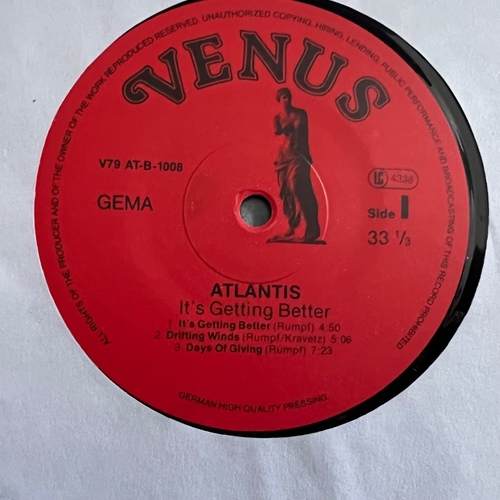 ALL RIGHTS OF THE PRODUCER AND OF THE OWNER OF THE WORK REPRODUCED RESERVED. UNAUTHORIZED COPYING, HIRING, LENDING, PUBLIC PERFORMANCE AND BROADCASTING OF THIS RECORD PROHIBITED
VENUS
V79 AT-B-1008
LC 4338
GEMA
Side 1
33 1/3
ATLANTIS
It's Getting Better
1. It's Getting Better (Rumpf) 4:50
2. Drifting Winds (Rumpf/Kravetz) 5:06
3. Days Of Giving (Rumpf) 7:23
GERMAN HIGH QUALITY PRESSING.